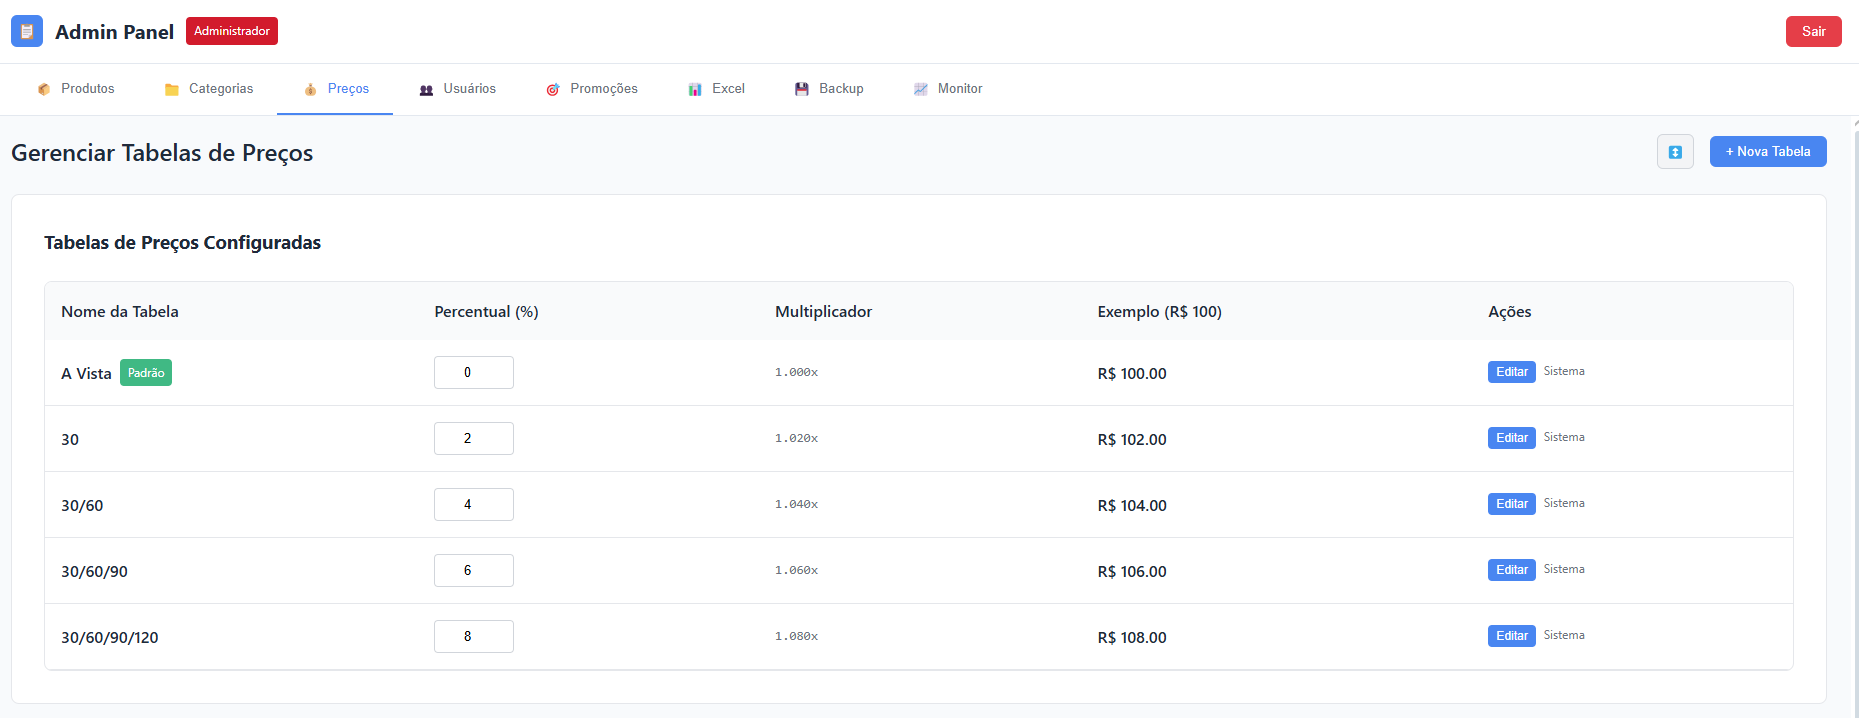 Admin Panel Administrador Sair
Produtos Categorias Preços Usuários Promoções Excel Backup Monitor
Gerenciar Tabelas de Preços + Nova Tabela
Tabelas de Preços Configuradas
Nome da Tabela Percentual (%) Multiplicador Exemplo (R$ 100) Ações
A Vista Padrão 0 1.000x R$ 100.00 Editar Sistema
30 2 1.020x R$ 102.00 Editar Sistema
30/60 4 1.040x R$ 104.00 Editar Sistema
30/60/90 6 1.060x R$ 106.00 Editar Sistema
30/60/90/120 8 1.080x R$ 108.00 Editar Sistema